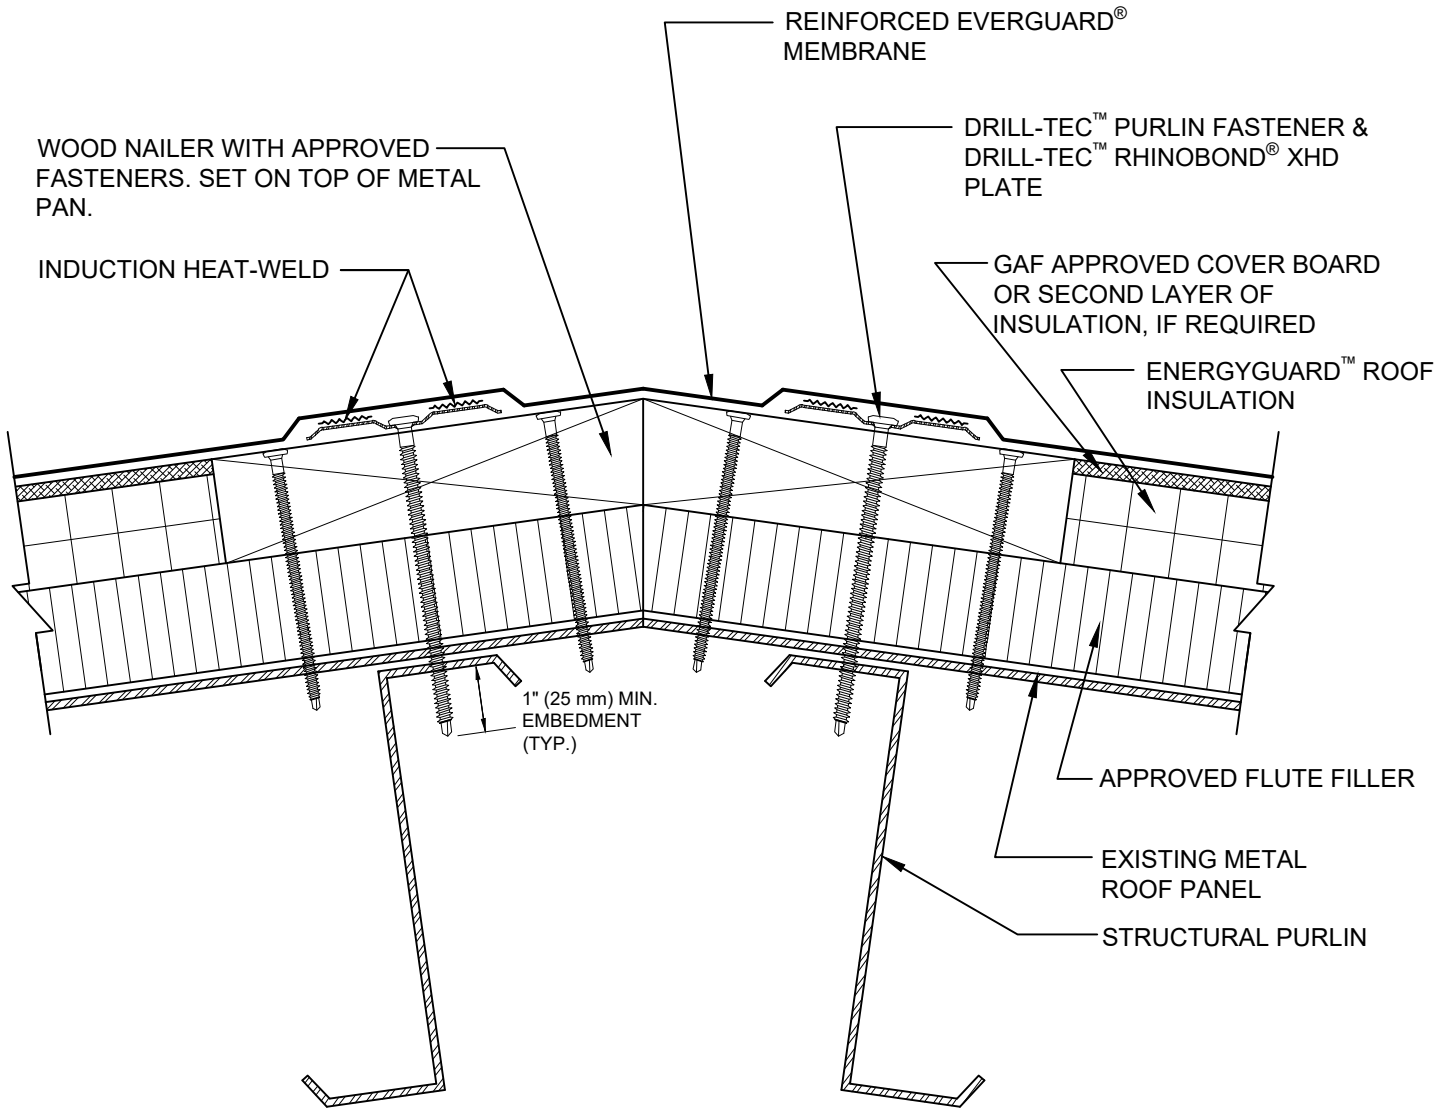 REINFORCED EVERGUARD®
MEMBRANE
DRILL-TEC™ PURLIN FASTENER &
DRILL-TEC™ RHINOBOND® XHD
PLATE
WOOD NAILER WITH APPROVED
FASTENERS. SET ON TOP OF METAL
PAN.
INDUCTION HEAT-WELD
GAF APPROVED COVER BOARD
OR SECOND LAYER OF
INSULATION, IF REQUIRED
ENERGYGUARD™ ROOF
INSULATION
1" (25 mm) MIN.
EMBEDMENT
(TYP.)
APPROVED FLUTE FILLER
EXISTING METAL
ROOF PANEL
STRUCTURAL PURLIN